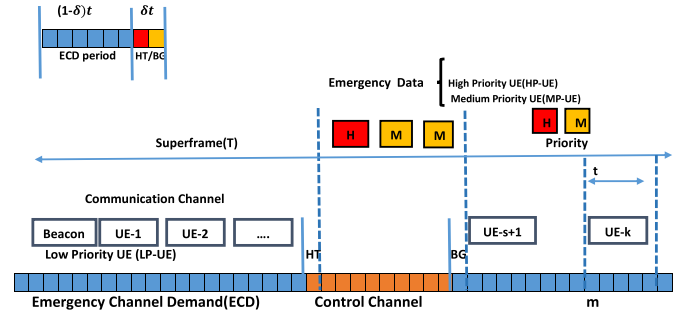 (1-δ)t δt
ECD period HT/BG
Emergency Data
High Priority UE(HP-UE)
Medium Priority UE(MP-UE)
H M M
H M
Superframe(T)
Priority
t
Communication Channel
Beacon UE-1 UE-2 ....
UE-s+1 UE-k
Low Priority UE (LP-UE) HT BG
Emergency Channel Demand(ECD) Control Channel m